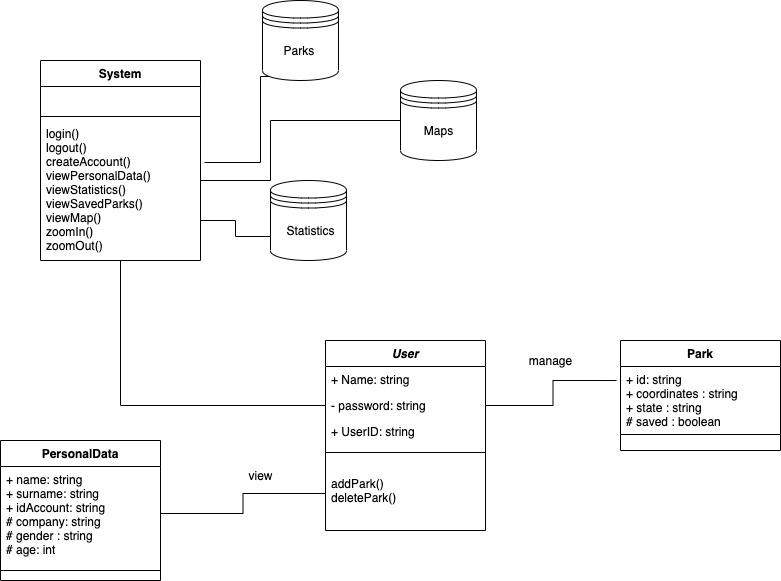 Parks
System
Maps
login()
logout()
createAccount()
viewPersonalData()
viewStatistics()
viewSavedParks()
viewMap()
zoomIn()
zoomOut()
Statistics
User
+ Name: string
- password: string
+ UserID: string
addPark()
deletePark()
manage
Park
+ id: string
+ coordinates : string
+ state : string
# saved : boolean
PersonalData
+ name: string
+ surname: string
+ idAccount: string
# company: string
# gender : string
# age: int
view